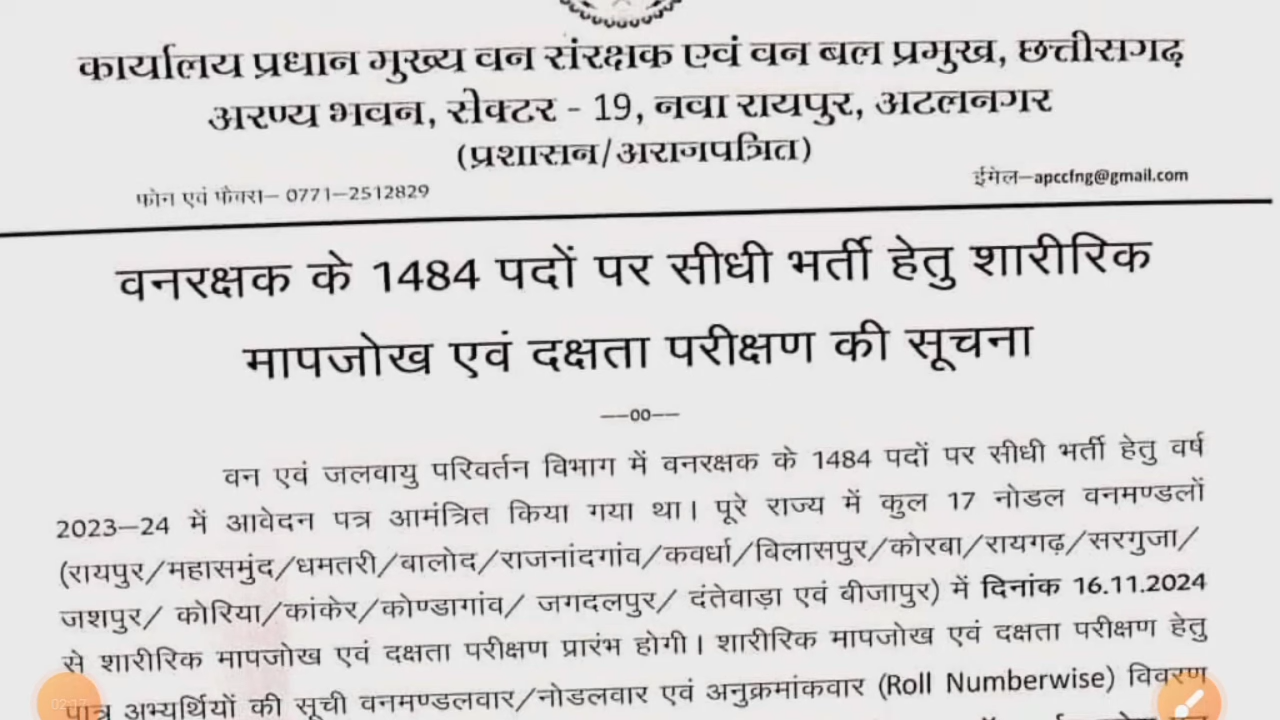 कार्यालय प्रधान मुख्य वन संरक्षक एवं वन बल प्रमुख, छत्तीसगढ़
अरण्य भवन, सेक्टर - 19, नवा रायपुर, अटलनगर
(प्रशासन/अराजपत्रित)
फोन एवं फैक्स– 0771–2512829
ईमेल–apccfng@gmail.com
वनरक्षक के 1484 पदों पर सीधी भर्ती हेतु शारीरिक
मापजोख एवं दक्षता परीक्षण की सूचना
––00––
वन एवं जलवायु परिवर्तन विभाग में वनरक्षक के 1484 पदों पर सीधी भर्ती हेतु वर्ष
2023–24 में आवेदन पत्र आमंत्रित किया गया था। पूरे राज्य में कुल 17 नोडल वनमण्डलों
(रायपुर/महासमुंद/धमतरी/बालोद/राजनांदगांव/कवर्धा/बिलासपुर/कोरबा/रायगढ़/सरगुजा/
जशपुर/ कोरिया/कांकेर/कोण्डागांव/ जगदलपुर/ दंतेवाड़ा एवं बीजापुर) में दिनांक 16.11.2024
से शारीरिक मापजोख एवं दक्षता परीक्षण प्रारंभ होगी। शारीरिक मापजोख एवं दक्षता परीक्षण हेतु
पात्र अभ्यर्थियों की सूची वनमण्डलवार/नोडलवार एवं अनुक्रमांकवार (Roll Numberwise) विवरण